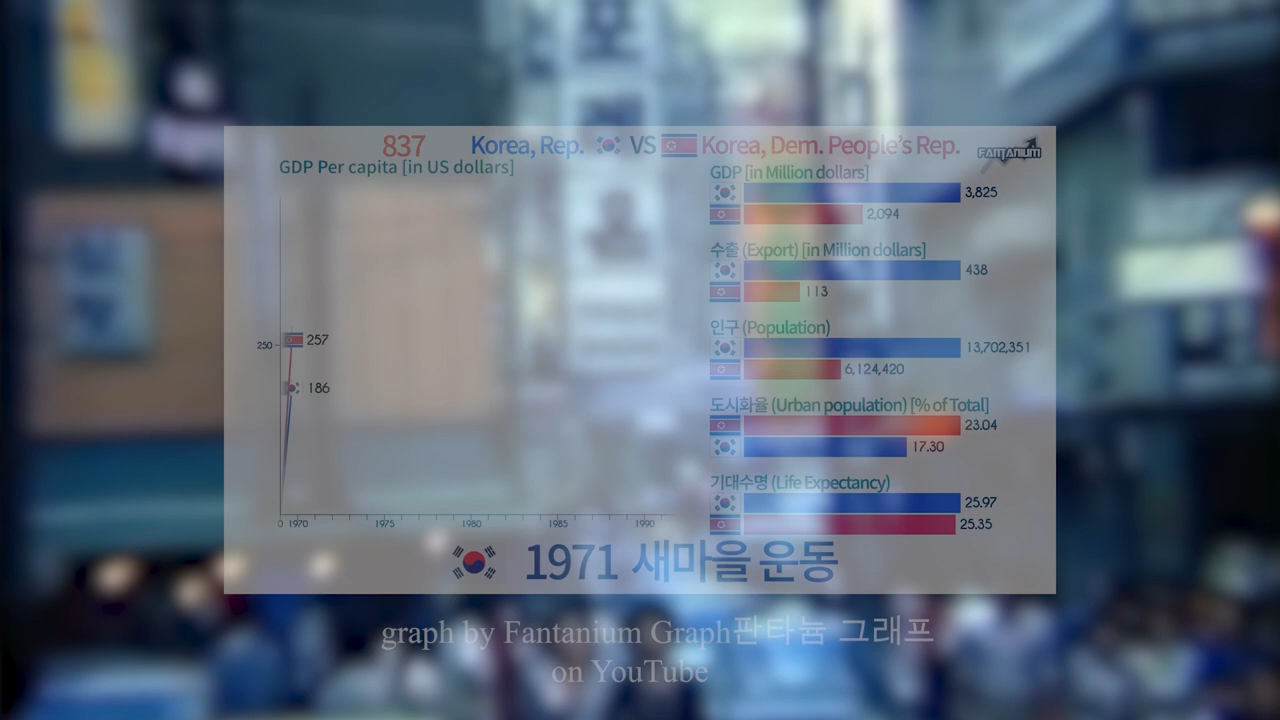 837 Korea, Rep. VS Korea, Dem. People's Rep. FANTANIUM
GDP Per capita [in US dollars]
257
250
186
0 1970 1975 1980 1985 1990
GDP [in Million dollars]
3,825
2,094
수출 (Export) [in Million dollars]
438
113
인구 (Population)
13,702,351
6,124,420
도시화율 (Urban population) [% of Total]
23.04
17.30
기대수명 (Life Expectancy)
25.97
25.35
1971 새마을 운동
graph by Fantanium Graph판타늄 그래프
on YouTube